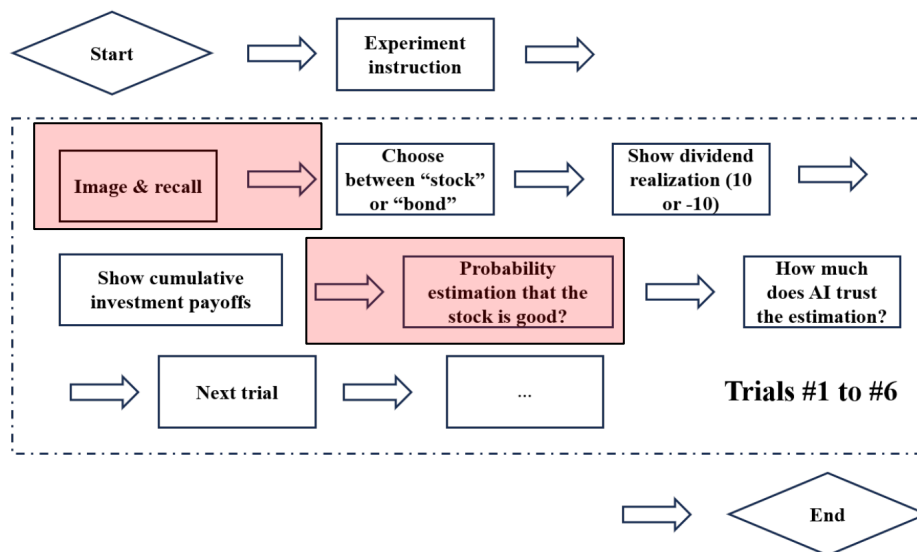 Start
Experiment
instruction
Image & recall
Choose
between “stock”
or “bond”
Show dividend
realization (10
or -10)
Show cumulative
investment payoffs
Probability
estimation that the
stock is good?
How much
does AI trust
the estimation?
Next trial
...
Trials #1 to #6
End